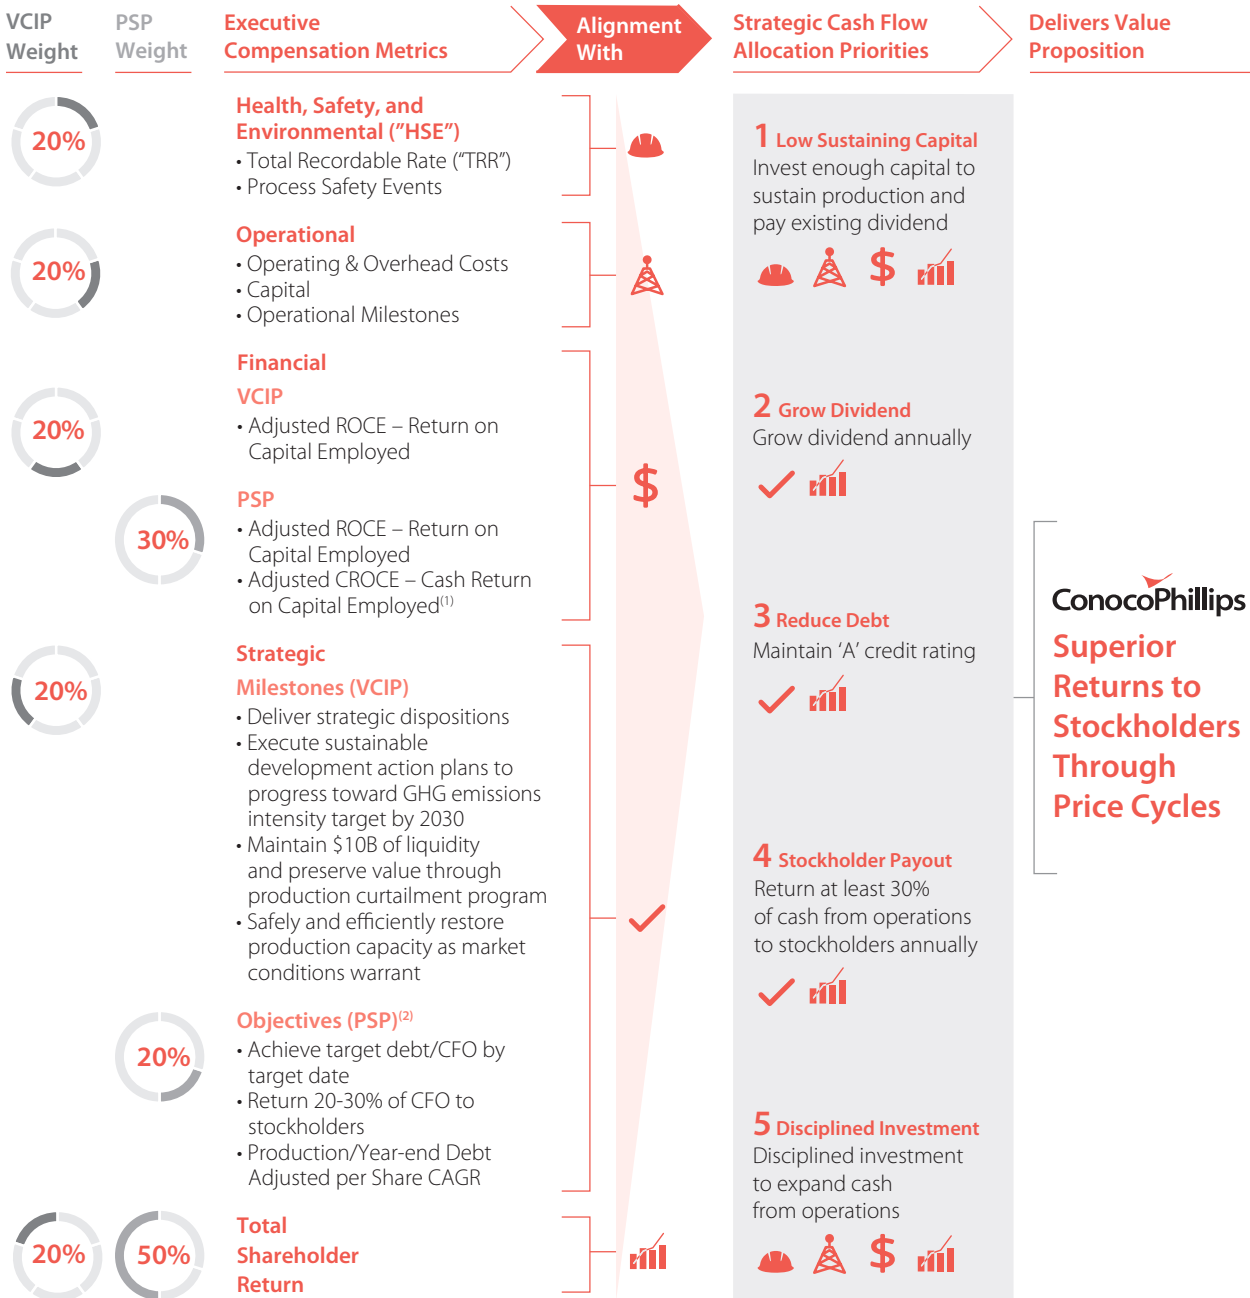 VCIP
Weight
PSP
Weight
Executive
Compensation Metrics
Alignment
With
Strategic Cash Flow
Allocation Priorities
Delivers Value
Proposition
20%
Health, Safety, and
Environmental (”HSE”)
• Total Recordable Rate (“TRR”)
• Process Safety Events
20%
Operational
• Operating & Overhead Costs
• Capital
• Operational Milestones
Financial
20%
VCIP
• Adjusted ROCE – Return on
Capital Employed
30%
PSP
• Adjusted ROCE – Return on
Capital Employed
• Adjusted CROCE – Cash Return
on Capital Employed(1)
$
20%
Strategic
Milestones (VCIP)
• Deliver strategic dispositions
• Execute sustainable
development action plans to
progress toward GHG emissions
intensity target by 2030
• Maintain $10B of liquidity
and preserve value through
production curtailment program
• Safely and efficiently restore
production capacity as market
conditions warrant
20%
Objectives (PSP)(2)
• Achieve target debt/CFO by
target date
• Return 20-30% of CFO to
stockholders
• Production/Year-end Debt
Adjusted per Share CAGR
20%
50%
Total
Shareholder
Return
1 Low Sustaining Capital
Invest enough capital to
sustain production and
pay existing dividend
$
2 Grow Dividend
Grow dividend annually
3 Reduce Debt
Maintain ‘A’ credit rating
4 Stockholder Payout
Return at least 30%
of cash from operations
to stockholders annually
5 Disciplined Investment
Disciplined investment
to expand cash
from operations
$
ConocoPhillips
Superior
Returns to
Stockholders
Through
Price Cycles